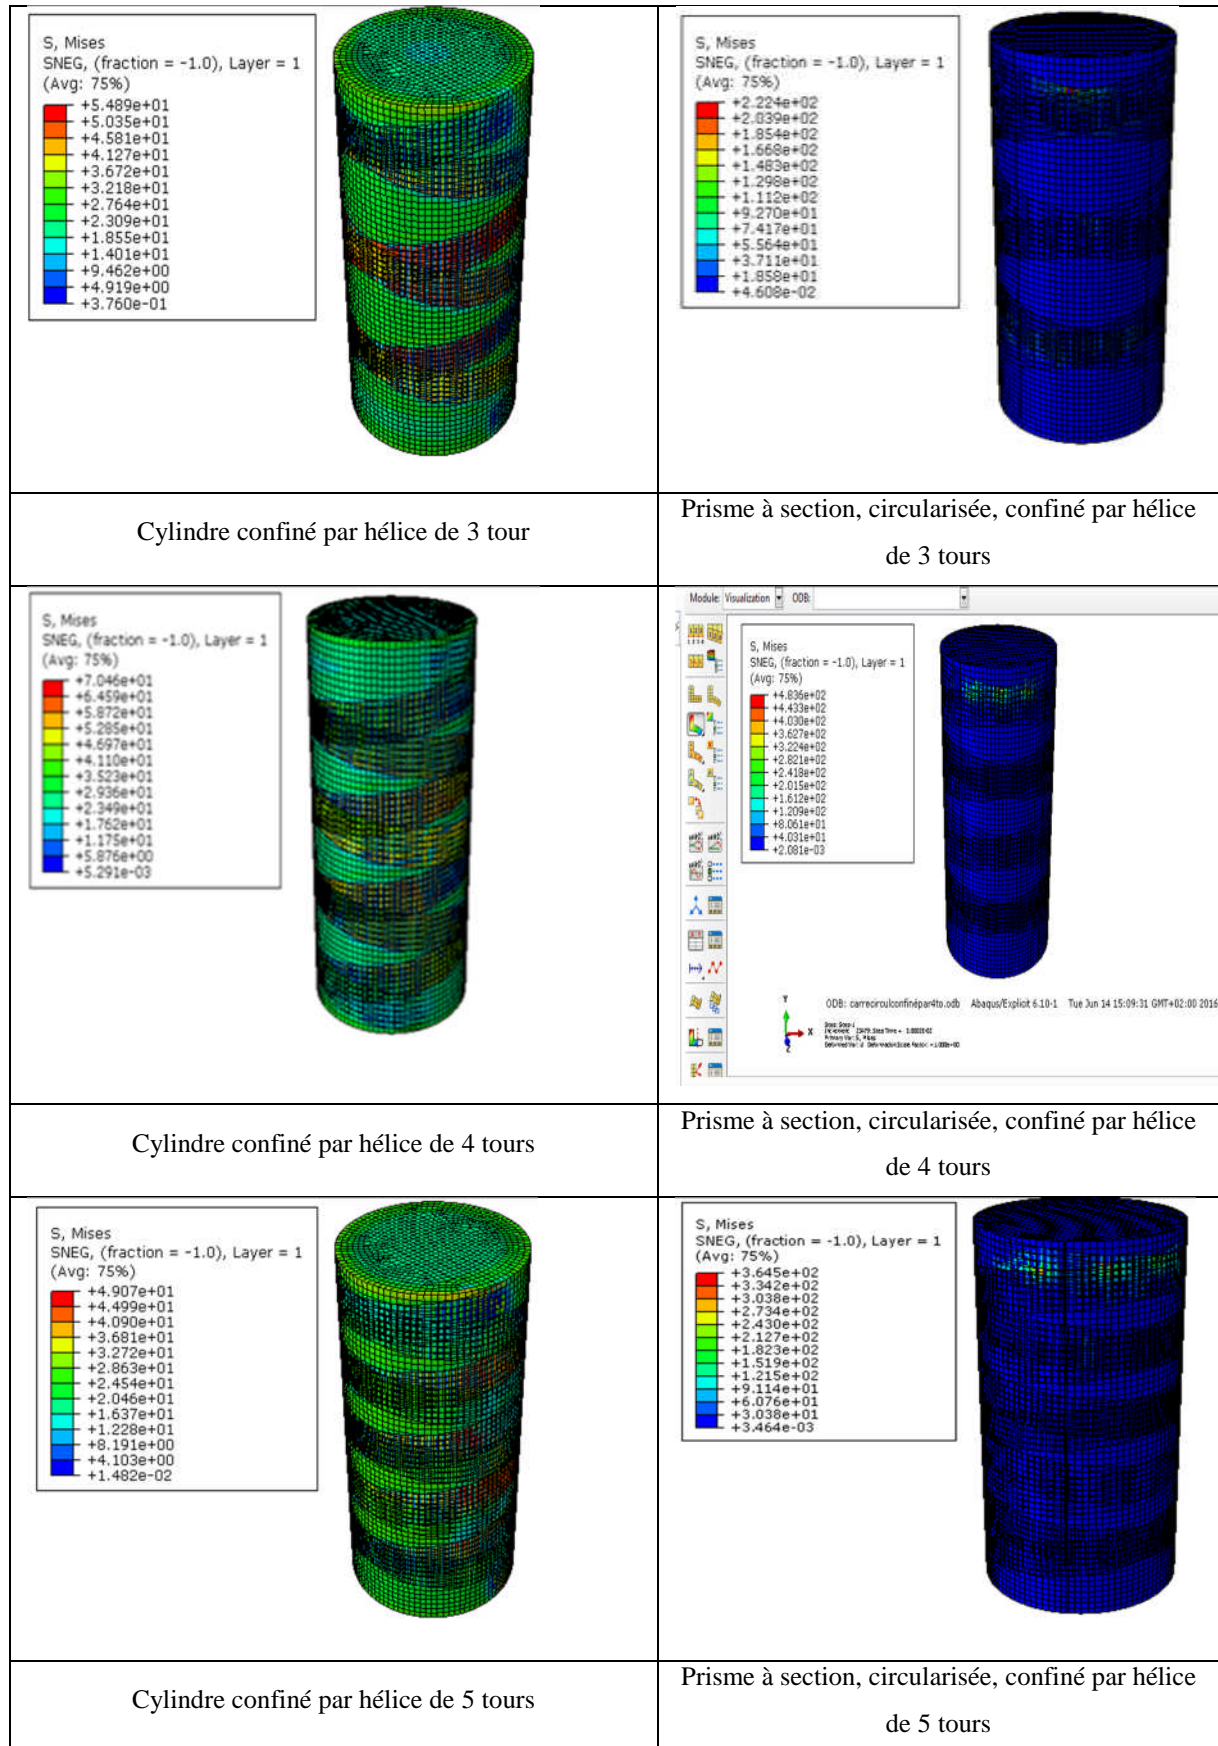 S, Mises
SNEG, (fraction = -1.0), Layer = 1
(Avg: 75%)
+5.489e+01
+5.035e+01
+4.581e+01
+4.127e+01
+3.672e+01
+3.218e+01
+2.764e+01
+2.309e+01
+1.855e+01
+1.401e+01
+9.462e+00
+4.919e+00
+3.760e-01
S, Mises
SNEG, (fraction = -1.0), Layer = 1
(Avg: 75%)
+2.224e+02
+2.039e+02
+1.854e+02
+1.668e+02
+1.483e+02
+1.298e+02
+1.112e+02
+9.270e+01
+7.417e+01
+5.564e+01
+3.711e+01
+1.858e+01
+4.608e-02
Cylindre confiné par hélice de 3 tour
Prisme à section, circularisée, confiné par hélice
de 3 tours
S, Mises
SNEG, (fraction = -1.0), Layer = 1
(Avg: 75%)
+7.046e+01
+6.459e+01
+5.872e+01
+5.285e+01
+4.697e+01
+4.110e+01
+3.523e+01
+2.936e+01
+2.349e+01
+1.762e+01
+1.175e+01
+5.876e+00
+5.291e-03
Module: Visualization ODB:
S, Mises
SNEG, (fraction = -1.0), Layer = 1
(Avg: 75%)
+4.836e+02
+4.433e+02
+4.030e+02
+3.627e+02
+3.224e+02
+2.821e+02
+2.418e+02
+2.015e+02
+1.612e+02
+1.209e+02
+8.061e+01
+4.031e+01
+2.081e-03
Y
X
Z
ODB: carrecirculconfinépar4to.odb Abaqus/Explicit 6.10-1 Tue Jun 14 15:09:31 GMT+02:00 2016
Step: Step-1
Primary Var: S, Mises
Cylindre confiné par hélice de 4 tours
Prisme à section, circularisée, confiné par hélice
de 4 tours
S, Mises
SNEG, (fraction = -1.0), Layer = 1
(Avg: 75%)
+4.907e+01
+4.499e+01
+4.090e+01
+3.681e+01
+3.272e+01
+2.863e+01
+2.454e+01
+2.046e+01
+1.637e+01
+1.228e+01
+8.191e+00
+4.103e+00
+1.482e-02
S, Mises
SNEG, (fraction = -1.0), Layer = 1
(Avg: 75%)
+3.645e+02
+3.342e+02
+3.038e+02
+2.734e+02
+2.430e+02
+2.127e+02
+1.823e+02
+1.519e+02
+1.215e+02
+9.114e+01
+6.076e+01
+3.038e+01
+3.464e-03
Cylindre confiné par hélice de 5 tours
Prisme à section, circularisée, confiné par hélice
de 5 tours